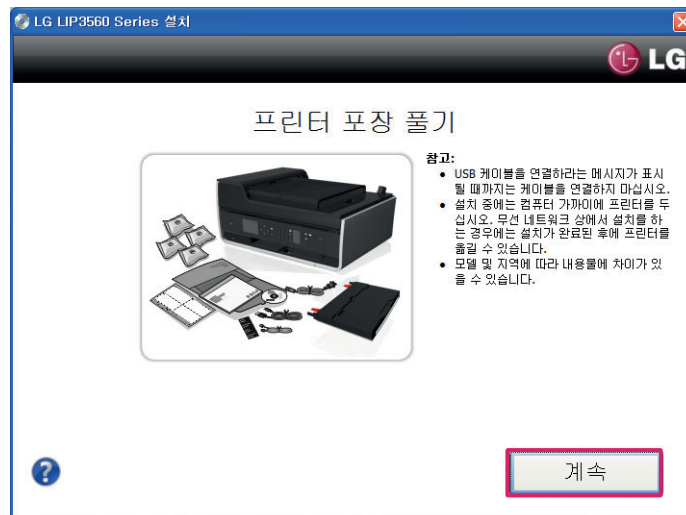 LG LIP3560 Series 설치
LG
프린터 포장 풀기
참고:
• USB 케이블을 연결하라는 메시지가 표시
될 때까지는 케이블을 연결하지 마십시오.
• 설치 중에는 컴퓨터 가까이에 프린터를 두
십시오. 무선 네트워크 상에서 설치를 하
는 경우에는 설치가 완료된 후에 프린터를
옮길 수 있습니다.
• 모델 및 지역에 따라 내용물에 차이가 있
을 수 있습니다.
?
계속